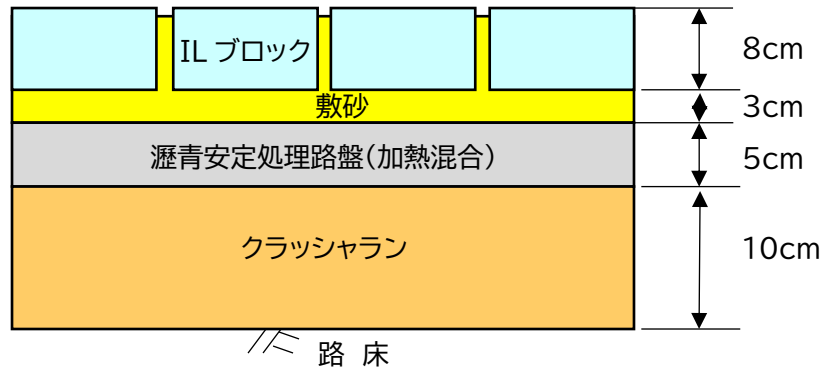 IL ブロック
8cm
敷砂
3cm
瀝青安定処理路盤(加熱混合)
5cm
クラッシャラン
10cm
路 床